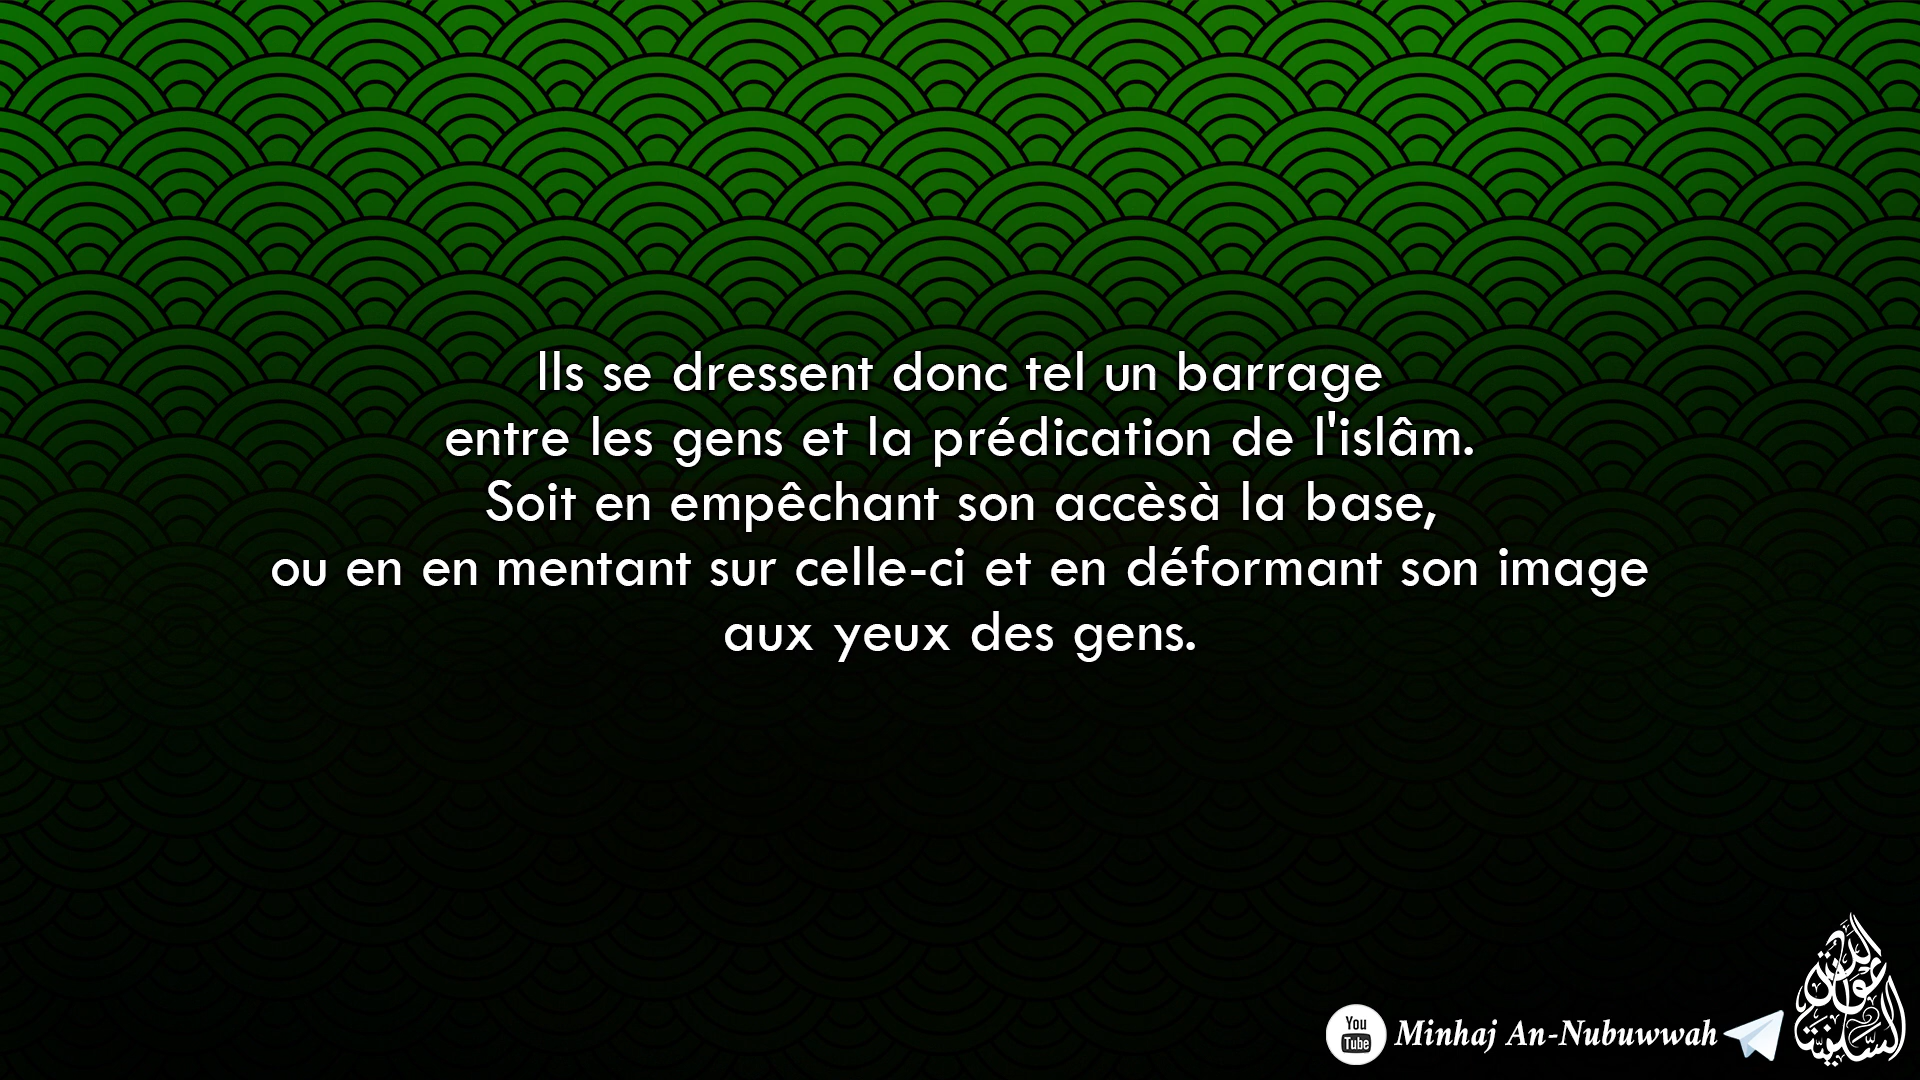 Ils se dressent donc tel un barrage
entre les gens et la prédication de l'islâm.
Soit en empêchant son accèsà la base,
ou en en mentant sur celle-ci et en déformant son image
aux yeux des gens.
You
Tube
Minhaj An-Nubuwwah